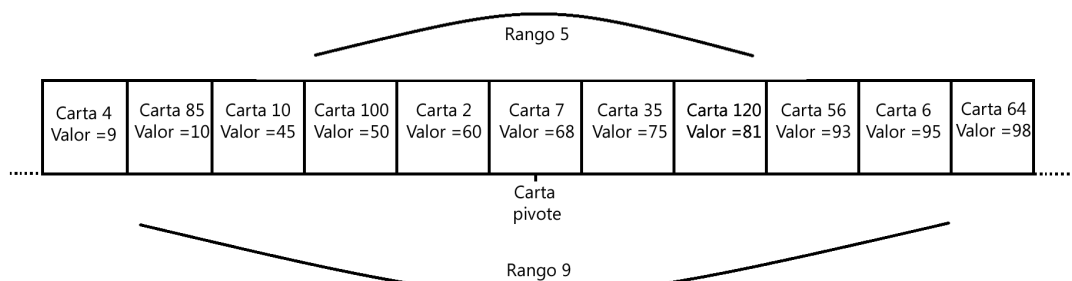 Rango 5
Carta 4
Valor =9
Carta 85
Valor =10
Carta 10
Valor =45
Carta 100
Valor =50
Carta 2
Valor =60
Carta 7
Valor =68
Carta 35
Valor =75
Carta 120
Valor =81
Carta 56
Valor =93
Carta 6
Valor =95
Carta 64
Valor =98
Carta
pivote
Rango 9